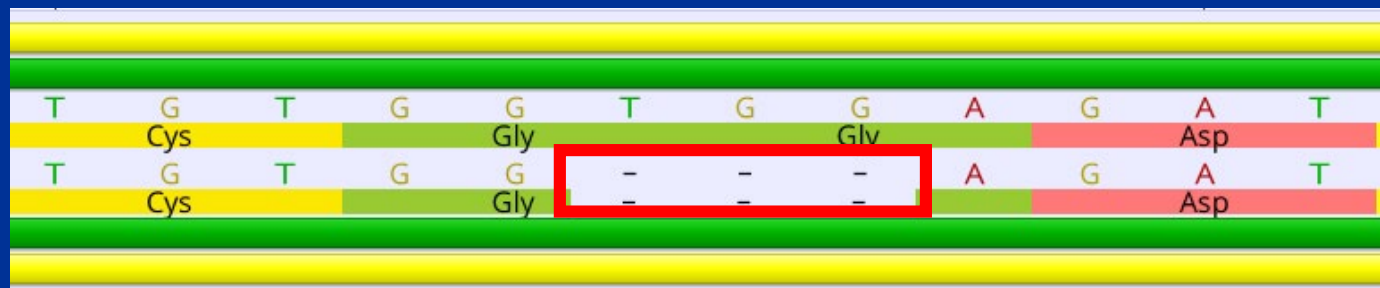 T G T G G T G G A G A T
Cys Gly Gly Asp
T G T G G - - - A G A T
Cys Gly - - - Asp